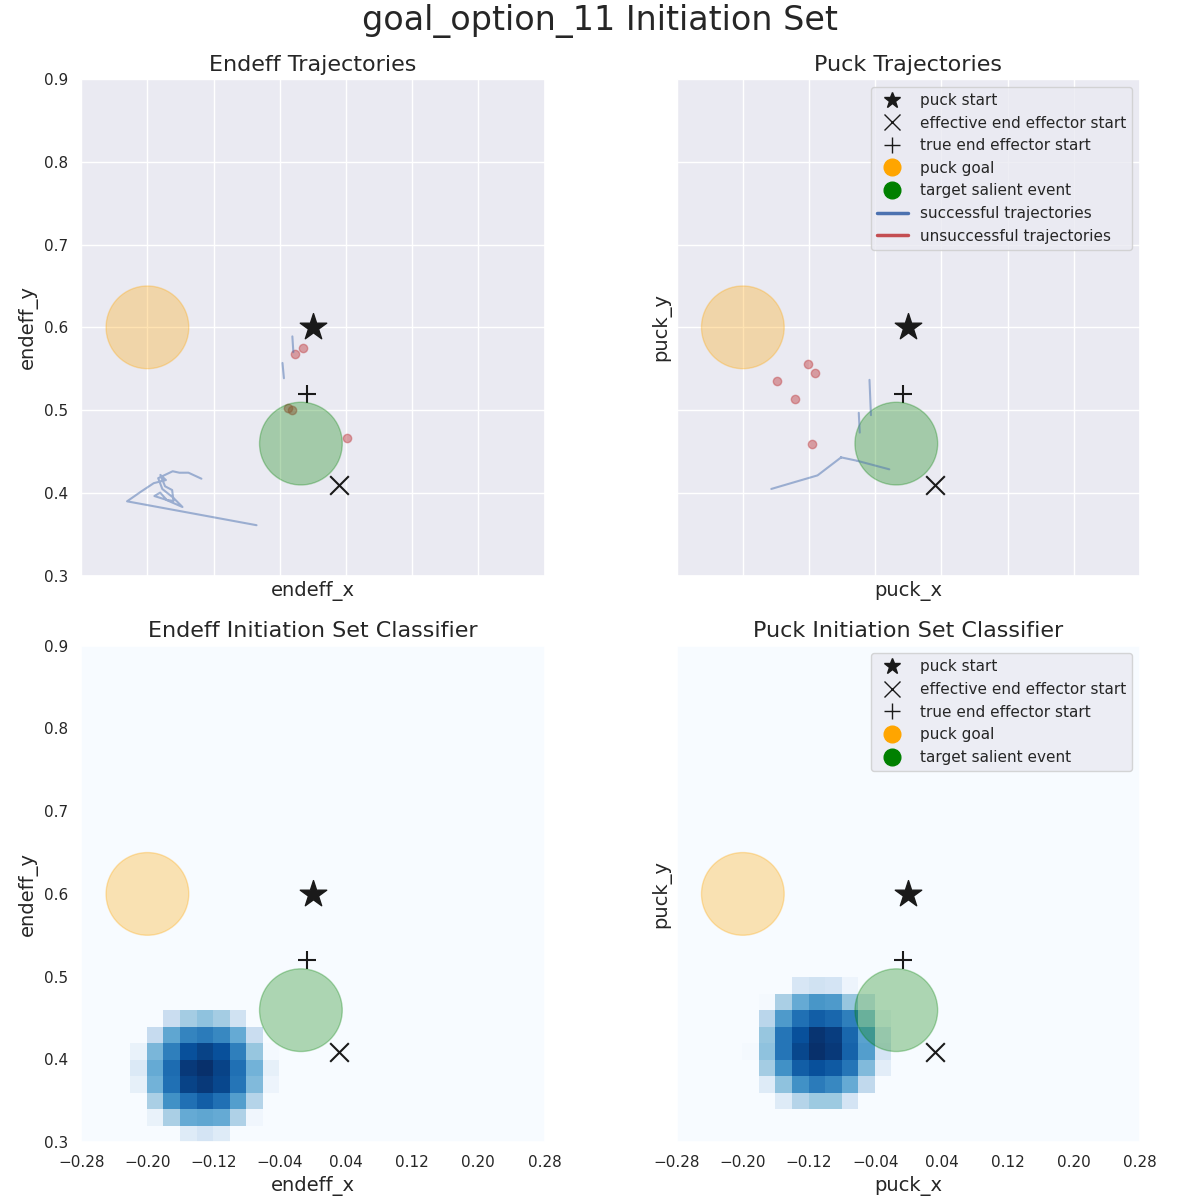 goal_option_11 Initiation Set
Endeff Trajectories
0.9
0.8
0.7
0.6
0.5
0.4
0.3
endeff_y
endeff_x
Puck Trajectories
puck start
effective end effector start
true end effector start
puck goal
target salient event
successful trajectories
unsuccessful trajectories
puck_y
puck_x
Endeff Initiation Set Classifier
0.9
0.8
0.7
0.6
0.5
0.4
0.3
endeff_y
−0.28 −0.20 −0.12 −0.04 0.04 0.12 0.20 0.28
endeff_x
Puck Initiation Set Classifier
puck start
effective end effector start
true end effector start
puck goal
target salient event
puck_y
−0.28 −0.20 −0.12 −0.04 0.04 0.12 0.20 0.28
puck_x